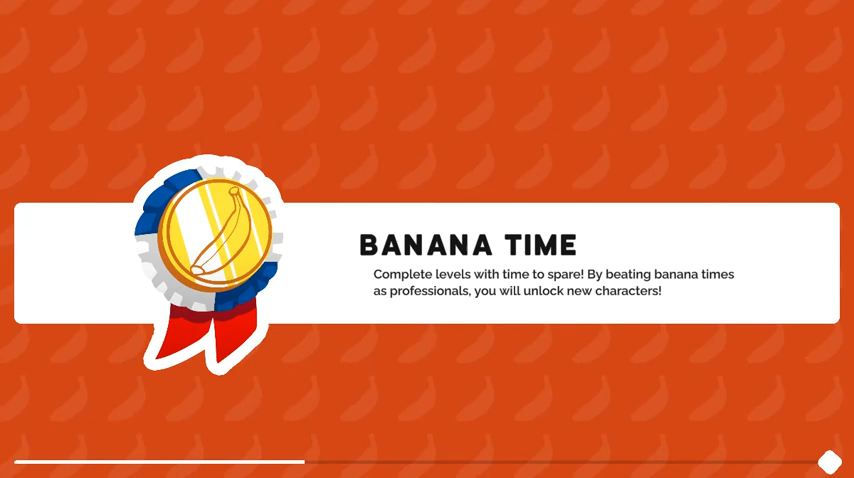 BANANA TIME
Complete levels with time to spare! By beating banana times
as professionals, you will unlock new characters!